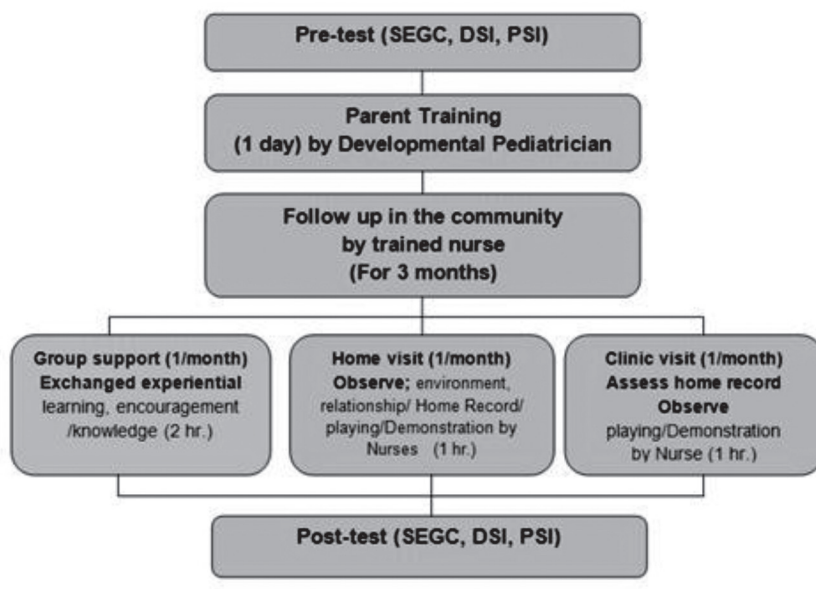 Pre-test (SEGC, DSI, PSI)
Parent Training
(1 day) by Developmental Pediatrician
Follow up in the community
by trained nurse
(For 3 months)
Group support (1/month)
Exchanged experiential
learning, encouragement
/knowledge (2 hr.)
Home visit (1/month)
Observe; environment,
relationship/ Home Record/
playing/Demonstration by
Nurses (1 hr.)
Clinic visit (1/month)
Assess home record
Observe
playing/Demonstration
by Nurse (1 hr.)
Post-test (SEGC, DSI, PSI)